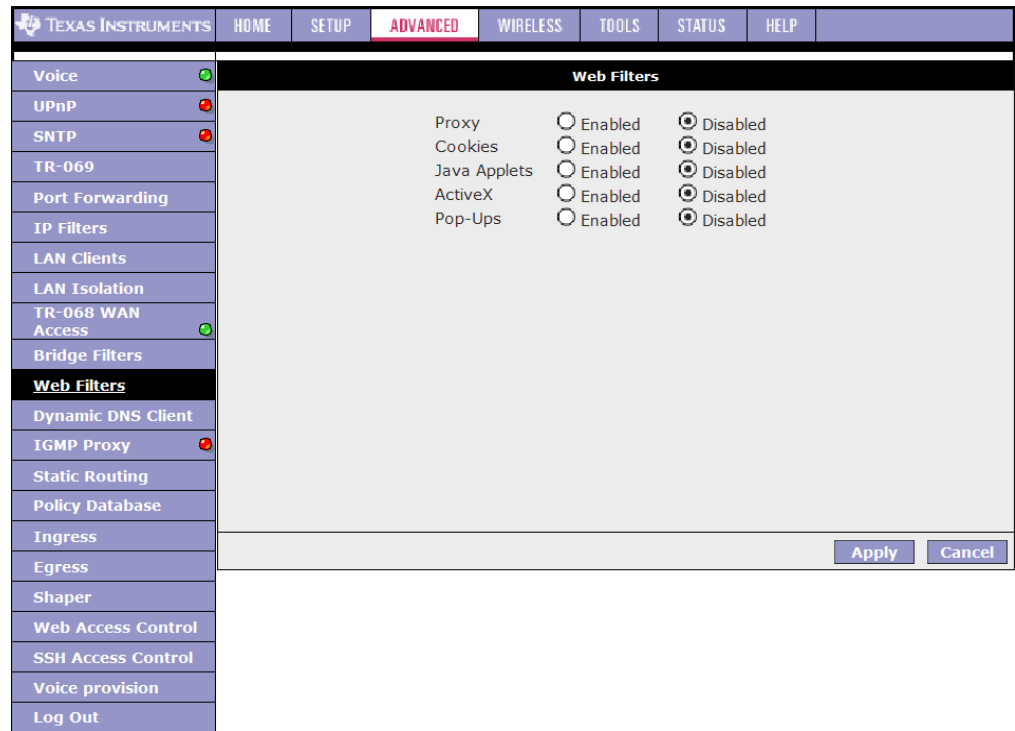 TEXAS INSTRUMENTS HOME SETUP ADVANCED WIRELESS TOOLS STATUS HELP
Voice
UPnP
SNTP
TR-069
Port Forwarding
IP Filters
LAN Clients
LAN Isolation
TR-068 WAN
Access
Bridge Filters
Web Filters
Dynamic DNS Client
IGMP Proxy
Static Routing
Policy Database
Ingress
Egress
Shaper
Web Access Control
SSH Access Control
Voice provision
Log Out
Web Filters
Proxy Enabled Disabled
Cookies Enabled Disabled
Java Applets Enabled Disabled
ActiveX Enabled Disabled
Pop-Ups Enabled Disabled
Apply Cancel